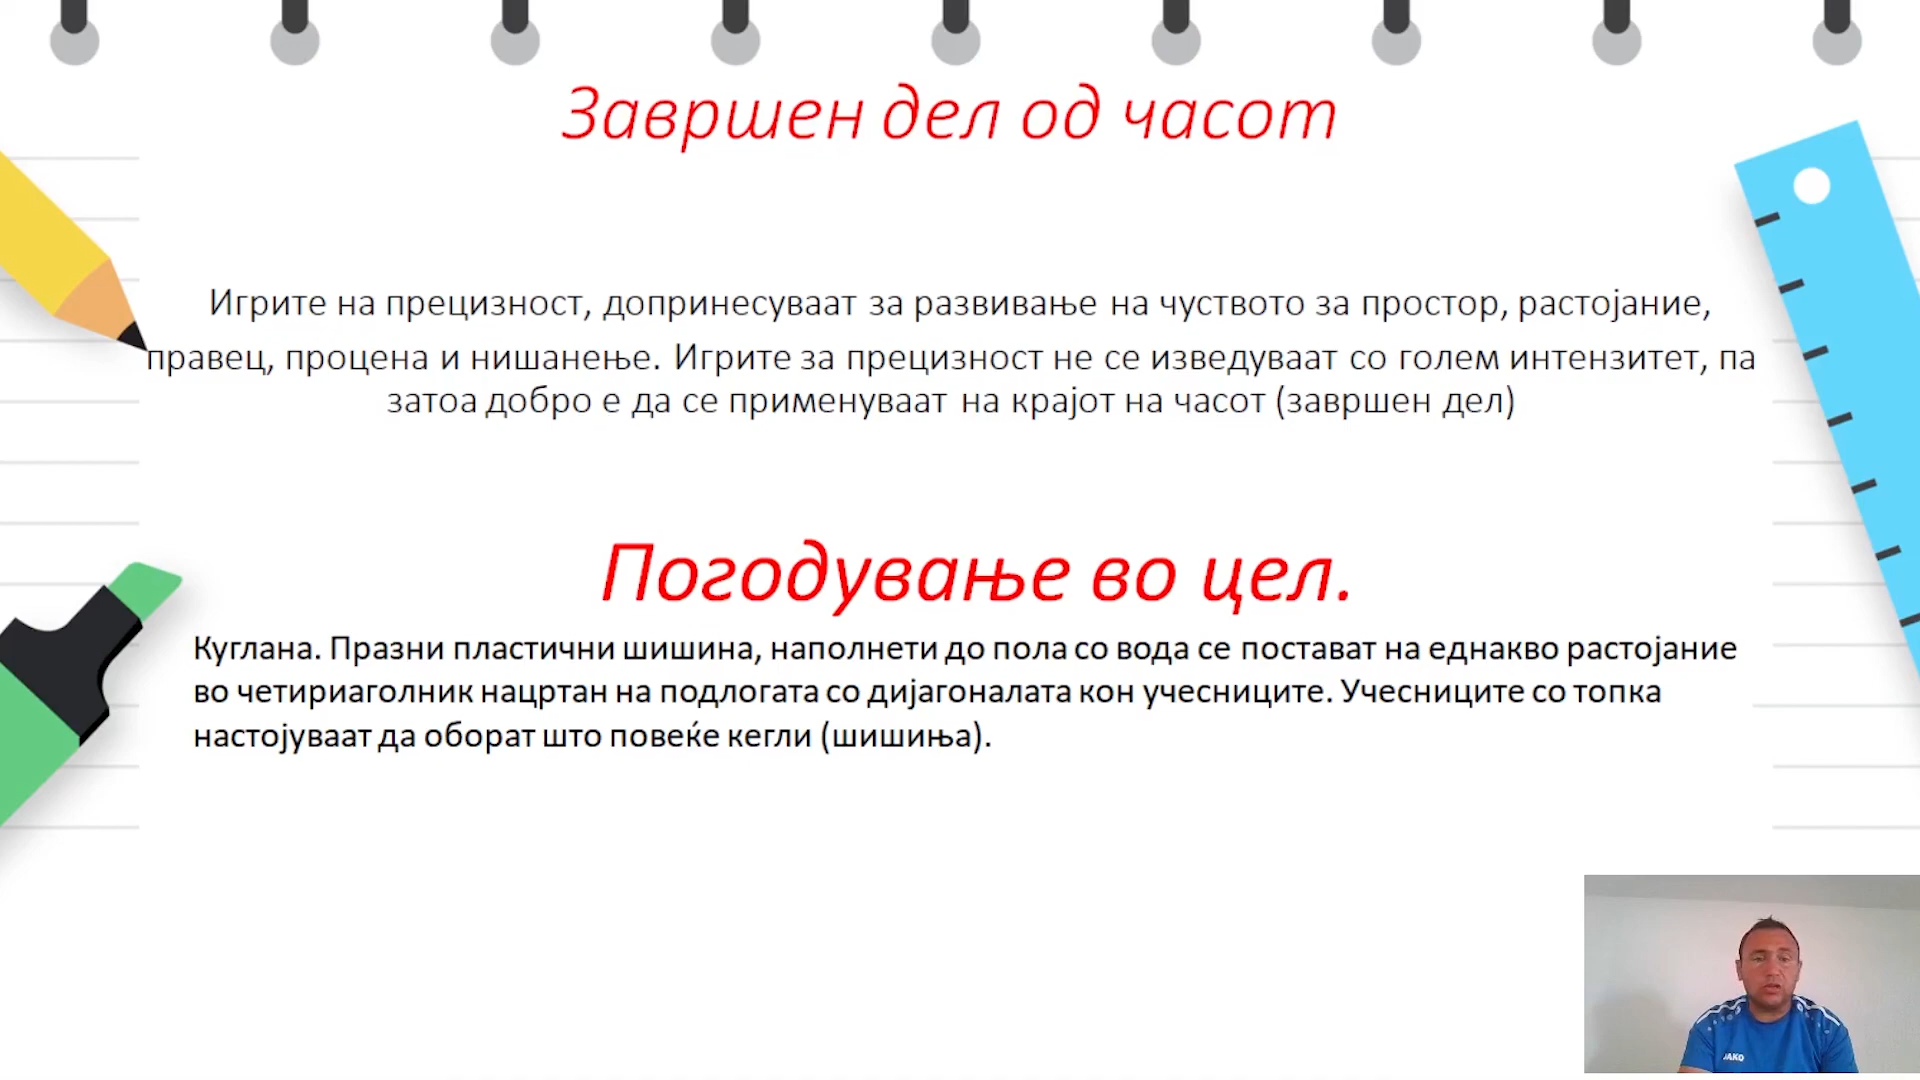 Завршен дел од часот
Игрите на прецизност, допринесуваат за развивање на чуството за простор, растојание,
правец, процена и нишанење. Игрите за прецизност не се изведуваат со голем интензитет, па
затоа добро е да се применуваат на крајот на часот (завршен дел)
Погодување во цел.
Куглана. Празни пластични шишина, наполнети до пола со вода се постават на еднакво растојание
во четириаголник нацртан на подлогата со дијагоналата кон учесниците. Учесниците со топка
настојуваат да оборат што повеќе кегли (шишиња).
JAKO